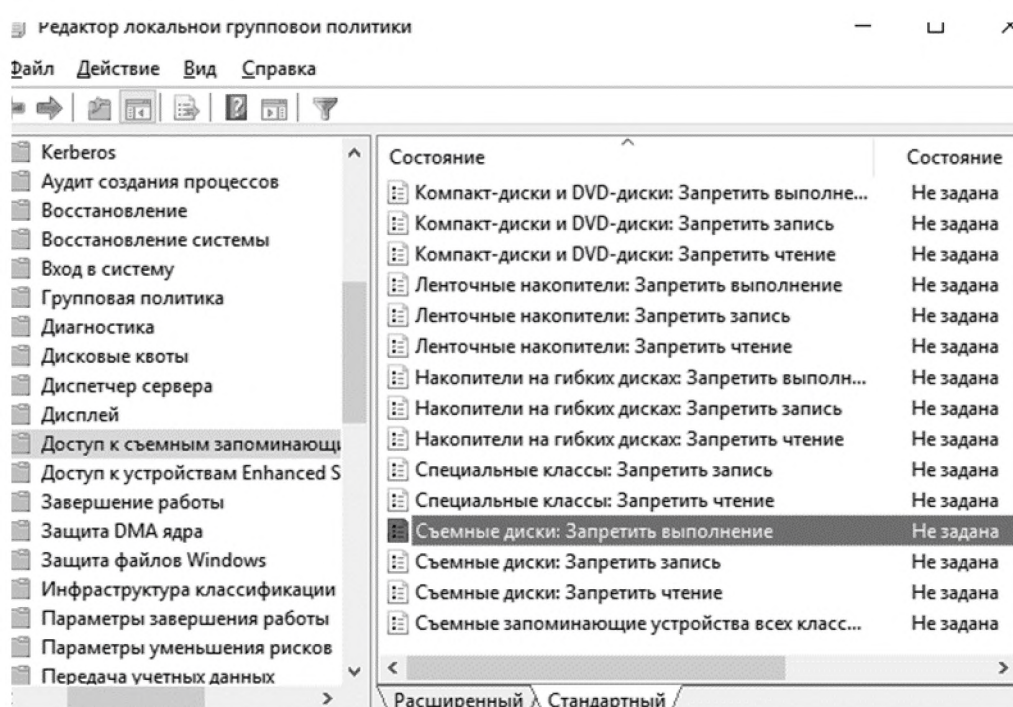 Редактор локальной групповой политики
Файл Действие Вид Справка
Kerberos
Аудит создания процессов
Восстановление
Восстановление системы
Вход в систему
Групповая политика
Диагностика
Дисковые квоты
Диспетчер сервера
Дисплей
Доступ к съемным запоминающи
Доступ к устройствам Enhanced S
Завершение работы
Защита DMA ядра
Защита файлов Windows
Инфраструктура классификации
Параметры завершения работы
Параметры уменьшения рисков
Передача учетных данных
Состояние Состояние
Компакт-диски и DVD-диски: Запретить выполне... Не задана
Компакт-диски и DVD-диски: Запретить запись Не задана
Компакт-диски и DVD-диски: Запретить чтение Не задана
Ленточные накопители: Запретить выполнение Не задана
Ленточные накопители: Запретить запись Не задана
Ленточные накопители: Запретить чтение Не задана
Накопители на гибких дисках: Запретить выполн... Не задана
Накопители на гибких дисках: Запретить запись Не задана
Накопители на гибких дисках: Запретить чтение Не задана
Специальные классы: Запретить запись Не задана
Специальные классы: Запретить чтение Не задана
Съемные диски: Запретить выполнение Не задана
Съемные диски: Запретить запись Не задана
Съемные диски: Запретить чтение Не задана
Съемные запоминающие устройства всех класс... Не задана
Расширенный Стандартный